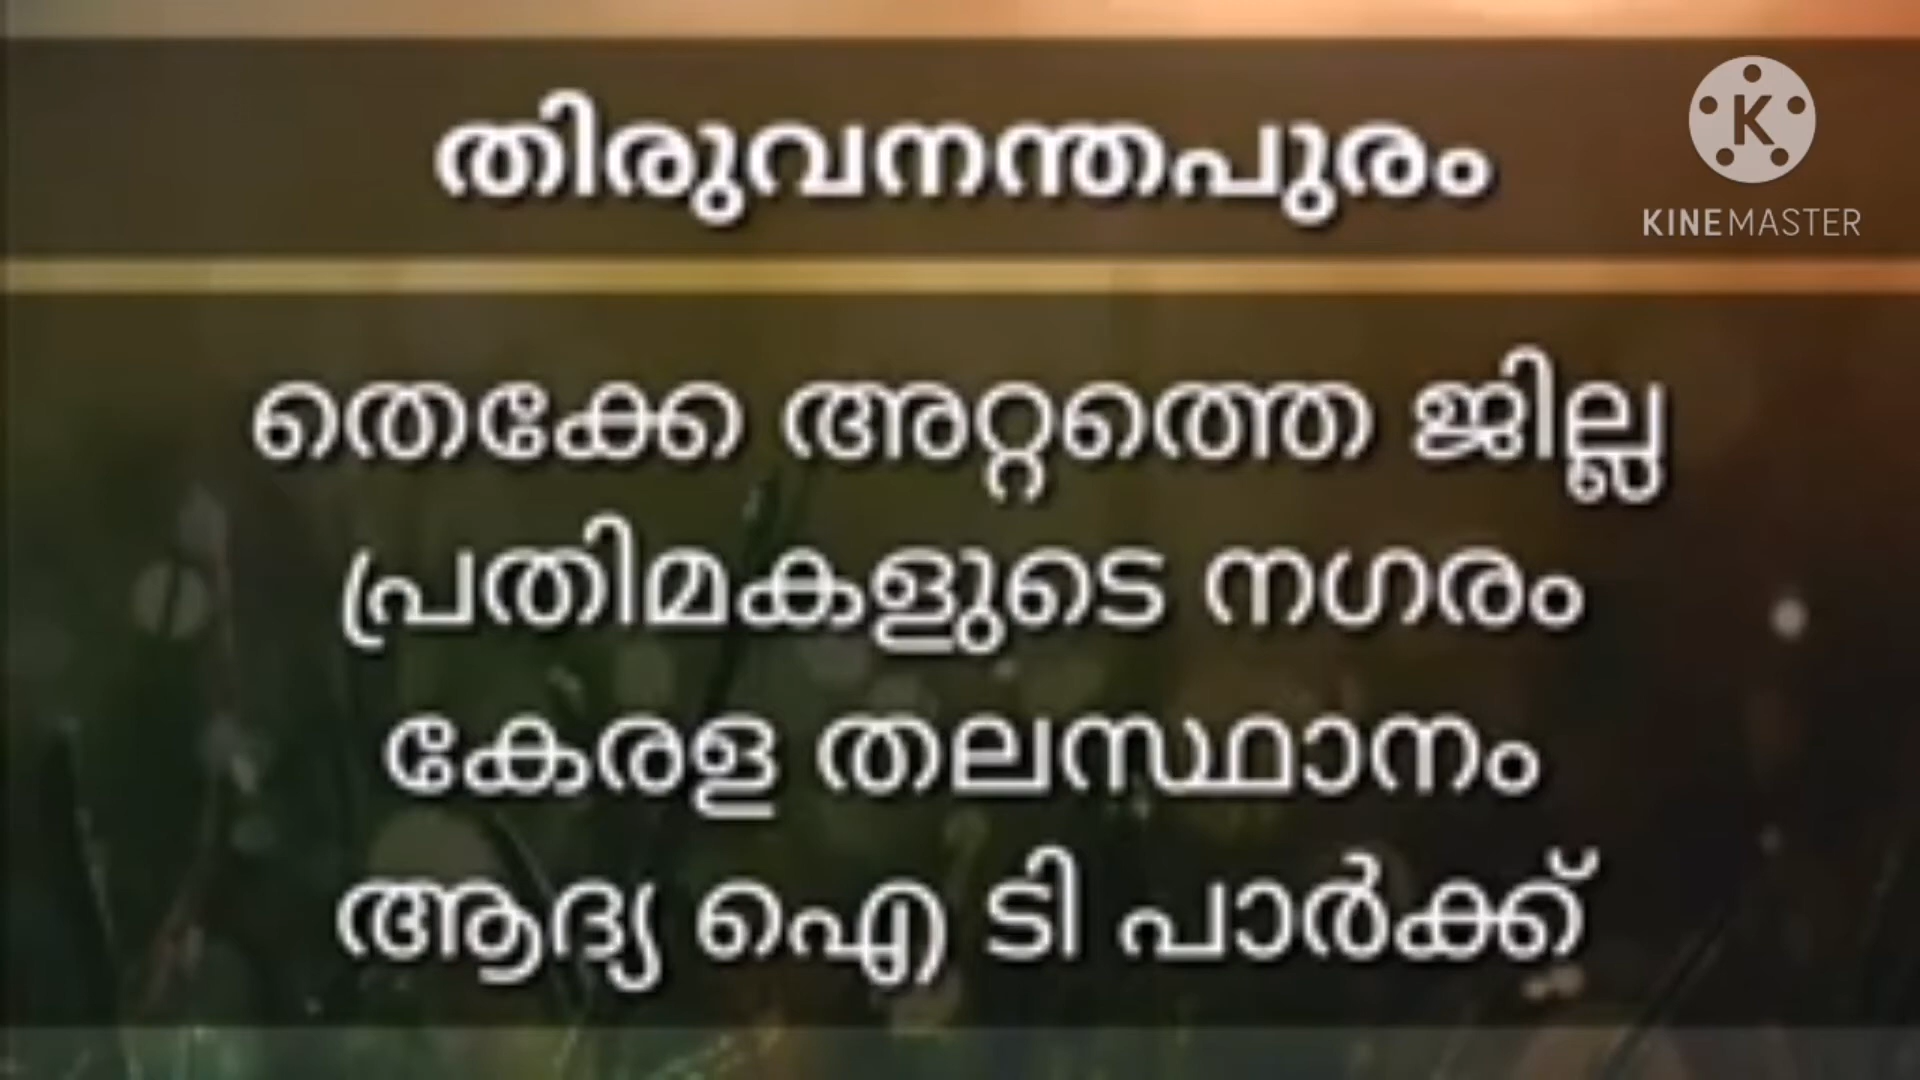 തിരുവനന്തപുരം
KINEMASTER
തെക്കേ അറ്റത്തെ ജില്ല
പ്രതിമകളുടെ നഗരം
കേരള തലസ്ഥാനം
ആദ്യ ഐ ടി പാർക്ക്